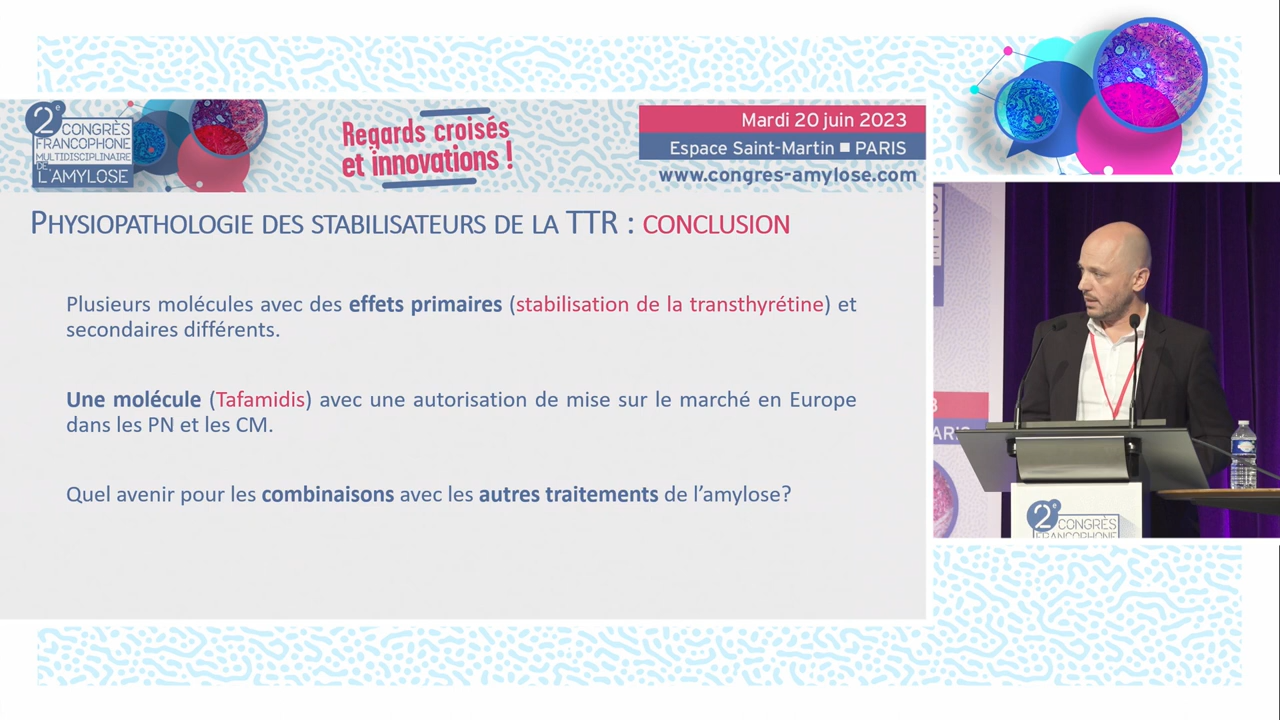 2e CONGRÈS
FRANCOPHONE
MULTIDISCIPLINAIRE
DE L'AMYLOSE
Regards croisés
et innovations !
Mardi 20 juin 2023
Espace Saint-Martin ■ PARIS
www.congres-amylose.com
PHYSIOPATHOLOGIE DES STABILISATEURS DE LA TTR : CONCLUSION
Plusieurs molécules avec des effets primaires (stabilisation de la transthyrétine) et
secondaires différents.
Une molécule (Tafamidis) avec une autorisation de mise sur le marché en Europe
dans les PN et les CM.
Quel avenir pour les combinaisons avec les autres traitements de l’amylose?
2e CONGRÈS
FRANCOPHONE